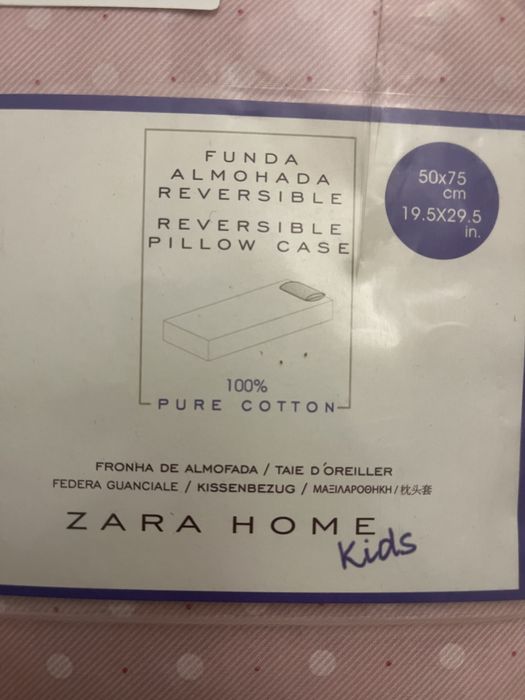 FUNDA
ALMOHADA
REVERSIBLE
REVERSIBLE
PILLOW CASE
100%
PURE COTTON
50x75
cm
19.5X29.5
in.
FRONHA DE ALMOFADA / TAIE D'OREILLER
FEDERA GUANCIALE / KISSENBEZUG / ΜΑΞΙΛΑΡΟΘΗΚΗ / 枕头套
ZARA HOME
Kids